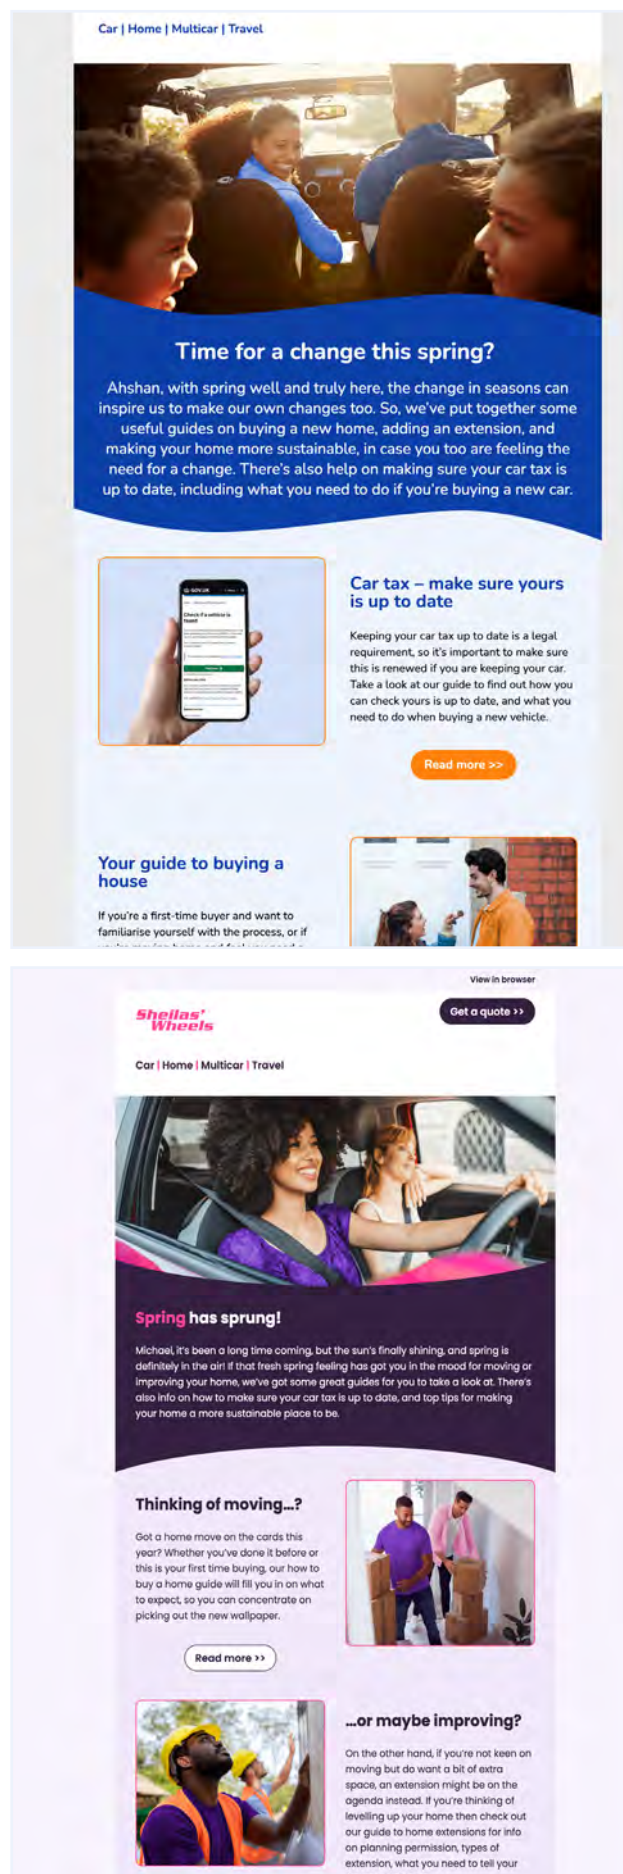 Car | Home | Multicar | Travel
Time for a change this spring?
Ahshan, with spring well and truly here, the change in seasons can
inspire us to make our own changes too. So, we've put together some
useful guides on buying a new home, adding an extension, and
making your home more sustainable, in case you too are feeling the
need for a change. There's also help on making sure your car tax is
up to date, including what you need to do if you're buying a new car.
GOV.UK
Check if a vehicle is
taxed
Car tax – make sure yours
is up to date
Keeping your car tax up to date is a legal
requirement, so it's important to make sure
this is renewed if you are keeping your car.
Take a look at our guide to find out how you
can check yours is up to date, and what you
need to do when buying a new vehicle.
Read more >>
Your guide to buying a
house
If you're a first-time buyer and want to
familiarise yourself with the process, or if
View in browser
Sheilas'
Wheels
Get a quote >>
Car | Home | Multicar | Travel
Spring has sprung!
Michael, it's been a long time coming, but the sun's finally shining, and spring is
definitely in the air! If that fresh spring feeling has got you in the mood for moving or
improving your home, we've got some great guides for you to take a look at. There's
also info on how to make sure your car tax is up to date, and top tips for making
your home a more sustainable place to be.
Thinking of moving...?
Got a home move on the cards this
year? Whether you've done it before or
this is your first time buying, our how to
buy a home guide will fill you in on what
to expect, so you can concentrate on
picking out the new wallpaper.
Read more >>
...or maybe improving?
On the other hand, if you're not keen on
moving but do want a bit of extra
space, an extension might be on the
agenda instead. If you're thinking of
levelling up your home then check out
our guide to home extensions for info
on planning permission, types of
extension, what you need to tell your